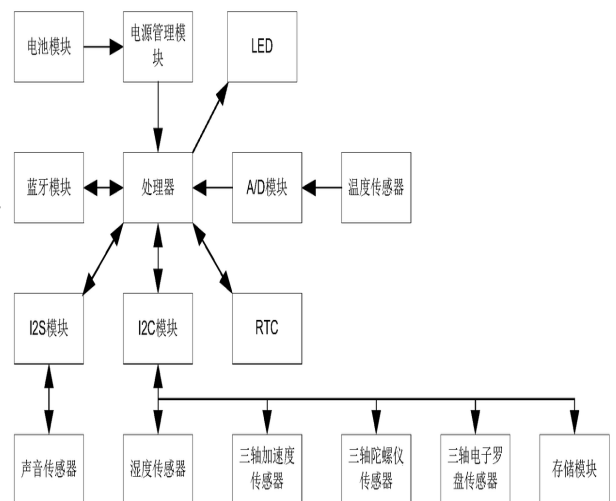 电池模块
电源管理模
块
LED
蓝牙模块
处理器
A/D模块
温度传感器
I2S模块
I2C模块
RTC
声音传感器
湿度传感器
三轴加速度
传感器
三轴陀螺仪
传感器
三轴电子罗
盘传感器
存储模块